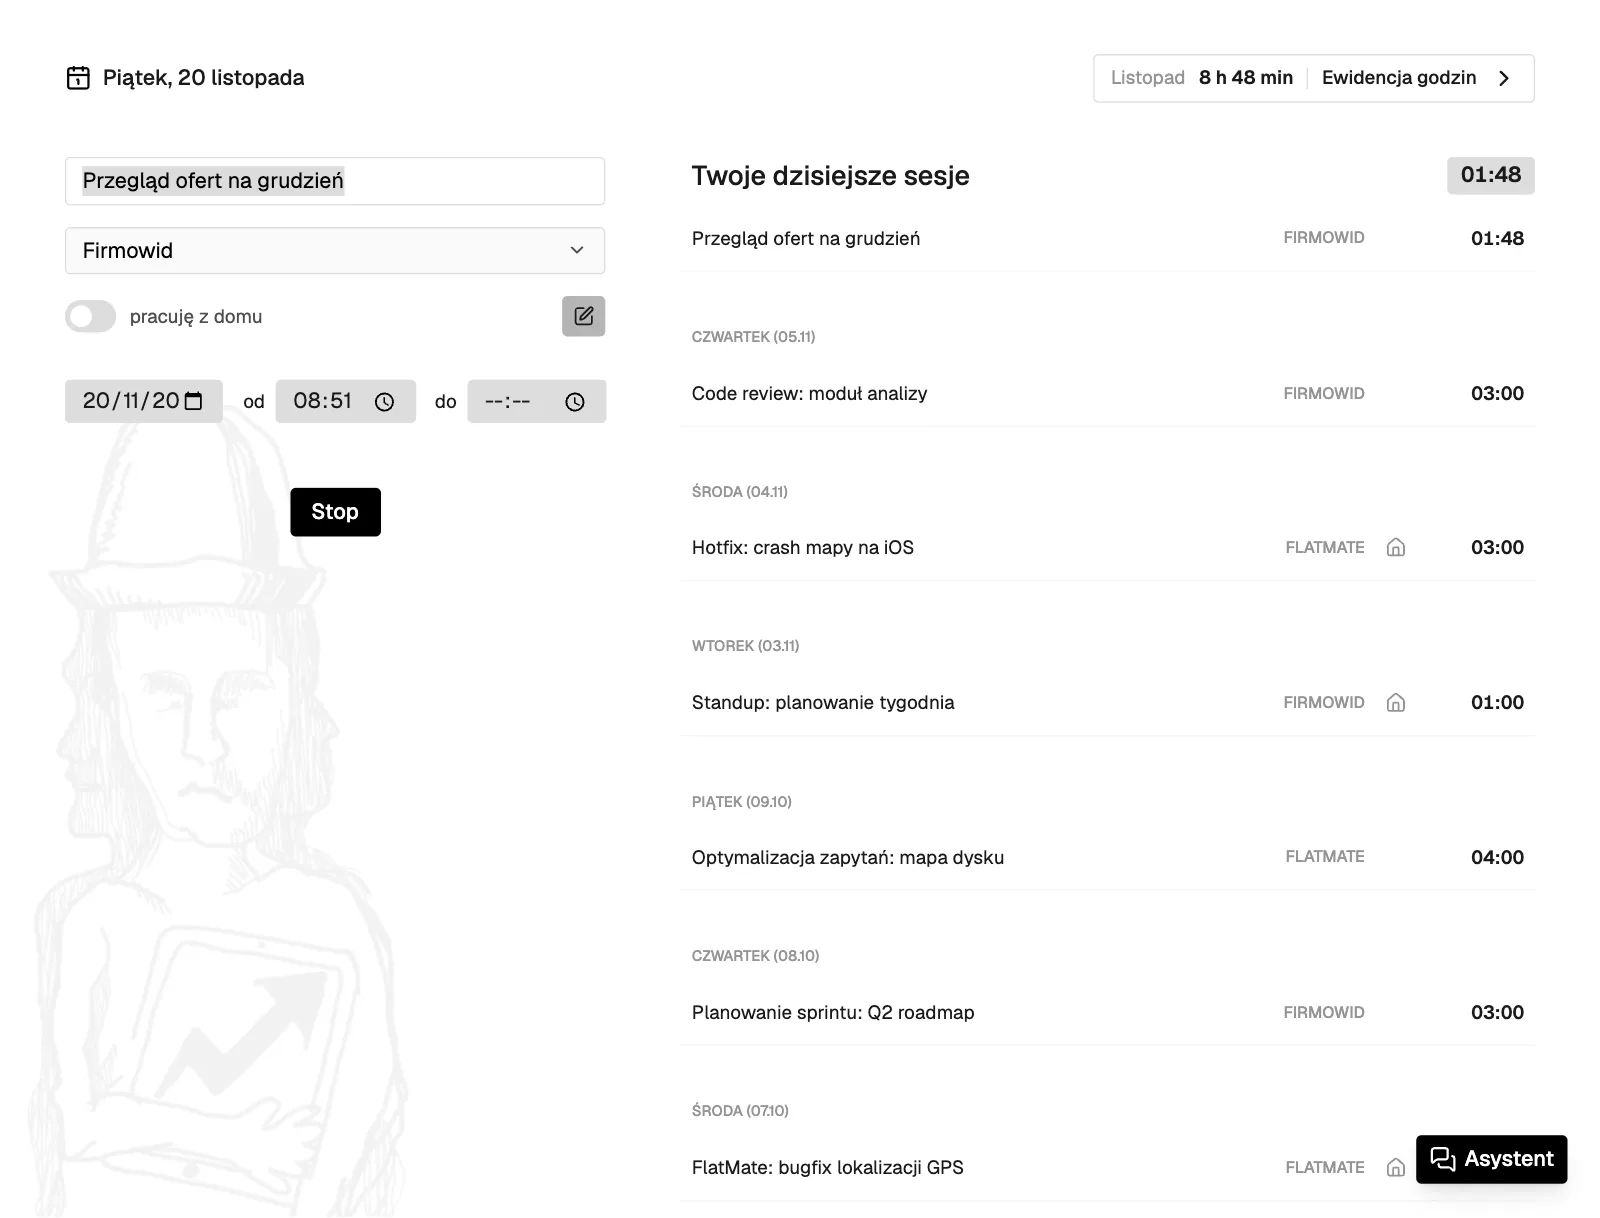 Piątek, 20 listopada
Listopad 8 h 48 min Ewidencja godzin
Przegląd ofert na grudzień
Firmowid
pracuję z domu
20/11/20 od 08:51 do --:--
Stop
Twoje dzisiejsze sesje 01:48
Przegląd ofert na grudzień FIRMOWID 01:48
CZWARTEK (05.11)
Code review: moduł analizy FIRMOWID 03:00
ŚRODA (04.11)
Hotfix: crash mapy na iOS FLATMATE 03:00
WTOREK (03.11)
Standup: planowanie tygodnia FIRMOWID 01:00
PIĄTEK (09.10)
Optymalizacja zapytań: mapa dysku FLATMATE 04:00
CZWARTEK (08.10)
Planowanie sprintu: Q2 roadmap FIRMOWID 03:00
ŚRODA (07.10)
FlatMate: bugfix lokalizacji GPS FLATMATE
Asystent